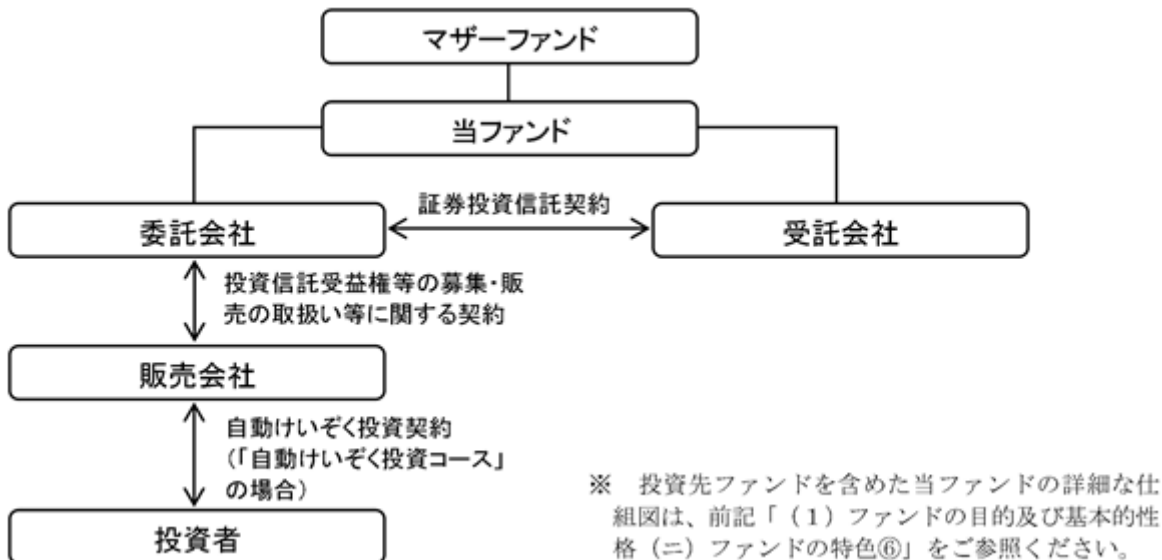 マザーファンド
当ファンド
証券投資信託契約
委託会社
受託会社
投資信託受益権等の募集・販
売の取扱い等に関する契約
販売会社
自動けいぞく投資契約
(「自動けいぞく投資コース」
の場合)
投資者
※　投資先ファンドを含めた当ファンドの詳細な仕
組図は、前記「（１）ファンドの目的及び基本的性
格（ニ）ファンドの特色⑥」をご参照ください。